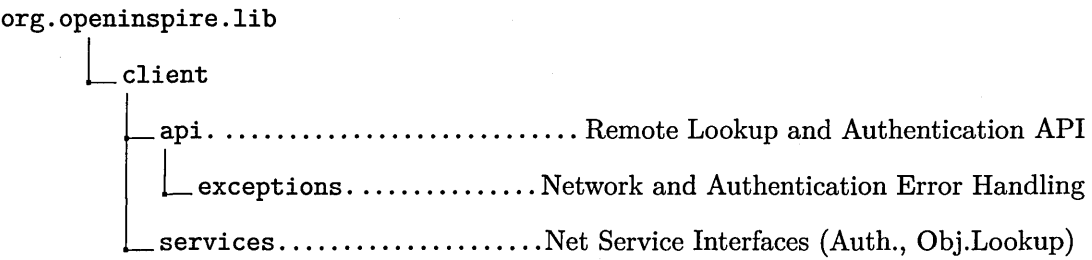 org.openinspire.lib
client
api. ............................ Remote Lookup and Authentication API
exceptions. .............. Network and Authentication Error Handling
services. ................... Net Service Interfaces (Auth., Obj.Lookup)